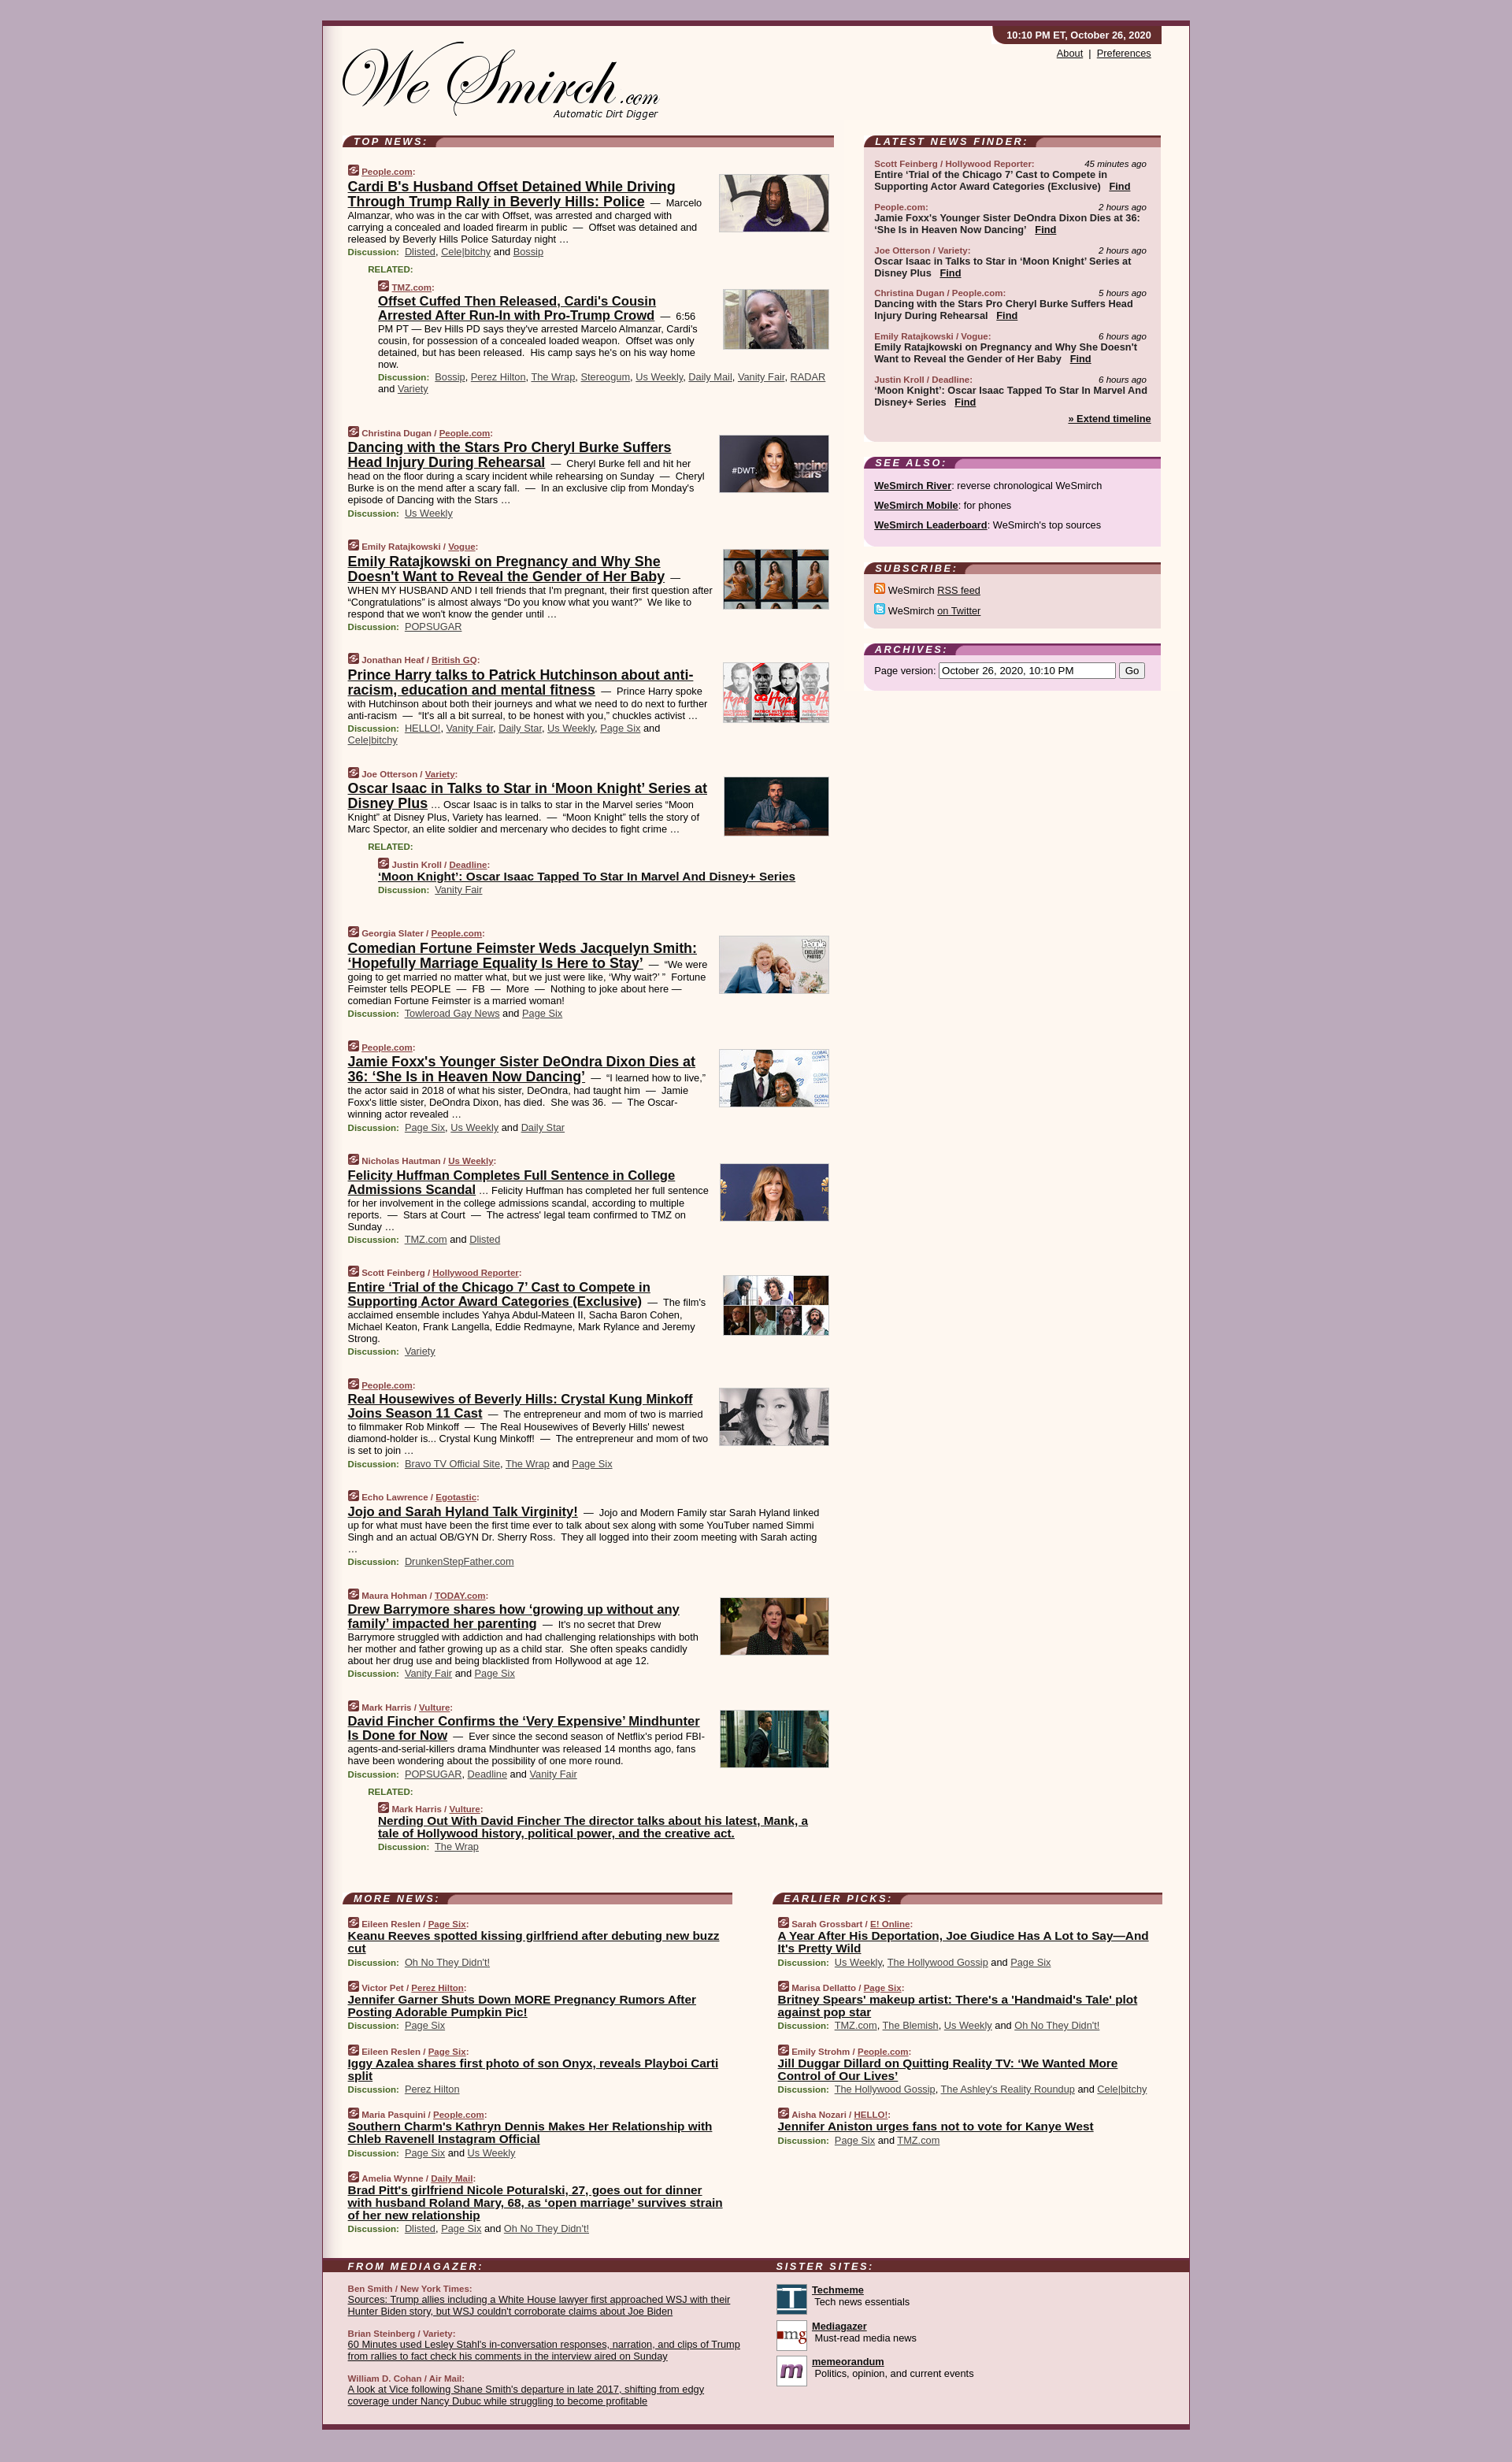 10:10 PM ET, October 26, 2020
About | Preferences
We Smirch.com
Automatic Dirt Digger
TOP NEWS:
People.com:
Cardi B's Husband Offset Detained While Driving
Through Trump Rally in Beverly Hills: Police — Marcelo
Almanzar, who was in the car with Offset, was arrested and charged with
carrying a concealed and loaded firearm in public — Offset was detained and
released by Beverly Hills Police Saturday night …
Discussion: Dlisted, Cele|bitchy and Bossip
RELATED:
TMZ.com:
Offset Cuffed Then Released, Cardi's Cousin
Arrested After Run-In with Pro-Trump Crowd — 6:56
PM PT — Bev Hills PD says they've arrested Marcelo Almanzar, Cardi's
cousin, for possession of a concealed loaded weapon. Offset was only
detained, but has been released. His camp says he's on his way home
now.
Discussion: Bossip, Perez Hilton, The Wrap, Stereogum, Us Weekly, Daily Mail, Vanity Fair, RADAR
and Variety
Christina Dugan / People.com:
Dancing with the Stars Pro Cheryl Burke Suffers
Head Injury During Rehearsal — Cheryl Burke fell and hit her
head on the floor during a scary incident while rehearsing on Sunday — Cheryl
Burke is on the mend after a scary fall. — In an exclusive clip from Monday's
episode of Dancing with the Stars …
Discussion: Us Weekly
#DWT
ncing
stars
Emily Ratajkowski / Vogue:
Emily Ratajkowski on Pregnancy and Why She
Doesn't Want to Reveal the Gender of Her Baby —
WHEN MY HUSBAND AND I tell friends that I'm pregnant, their first question after
“Congratulations” is almost always “Do you know what you want?” We like to
respond that we won't know the gender until …
Discussion: POPSUGAR
Jonathan Heaf / British GQ:
Prince Harry talks to Patrick Hutchinson about anti-
racism, education and mental fitness — Prince Harry spoke
with Hutchinson about both their journeys and what we need to do next to further
anti-racism — “It's all a bit surreal, to be honest with you,” chuckles activist …
Discussion: HELLO!, Vanity Fair, Daily Star, Us Weekly, Page Six and
Cele|bitchy
Joe Otterson / Variety:
Oscar Isaac in Talks to Star in ‘Moon Knight’ Series at
Disney Plus … Oscar Isaac is in talks to star in the Marvel series “Moon
Knight” at Disney Plus, Variety has learned. — “Moon Knight” tells the story of
Marc Spector, an elite soldier and mercenary who decides to fight crime …
RELATED:
Justin Kroll / Deadline:
‘Moon Knight’: Oscar Isaac Tapped To Star In Marvel And Disney+ Series
Discussion: Vanity Fair
Georgia Slater / People.com:
Comedian Fortune Feimster Weds Jacquelyn Smith:
‘Hopefully Marriage Equality Is Here to Stay’ — “We were
going to get married no matter what, but we just were like, ‘Why wait?’ ” Fortune
Feimster tells PEOPLE — FB — More — Nothing to joke about here —
comedian Fortune Feimster is a married woman!
Discussion: Towleroad Gay News and Page Six
People
EXCLUSIVE
PHOTOS
People.com:
Jamie Foxx's Younger Sister DeOndra Dixon Dies at
36: ‘She Is in Heaven Now Dancing’ — “I learned how to live,”
the actor said in 2018 of what his sister, DeOndra, had taught him — Jamie
Foxx's little sister, DeOndra Dixon, has died. She was 36. — The Oscar-
winning actor revealed …
Discussion: Page Six, Us Weekly and Daily Star
Nicholas Hautman / Us Weekly:
Felicity Huffman Completes Full Sentence in College
Admissions Scandal … Felicity Huffman has completed her full sentence
for her involvement in the college admissions scandal, according to multiple
reports. — Stars at Court — The actress' legal team confirmed to TMZ on
Sunday …
Discussion: TMZ.com and Dlisted
Scott Feinberg / Hollywood Reporter:
Entire ‘Trial of the Chicago 7’ Cast to Compete in
Supporting Actor Award Categories (Exclusive) — The film's
acclaimed ensemble includes Yahya Abdul-Mateen II, Sacha Baron Cohen,
Michael Keaton, Frank Langella, Eddie Redmayne, Mark Rylance and Jeremy
Strong.
Discussion: Variety
People.com:
Real Housewives of Beverly Hills: Crystal Kung Minkoff
Joins Season 11 Cast — The entrepreneur and mom of two is married
to filmmaker Rob Minkoff — The Real Housewives of Beverly Hills' newest
diamond-holder is... Crystal Kung Minkoff! — The entrepreneur and mom of two
is set to join …
Discussion: Bravo TV Official Site, The Wrap and Page Six
Echo Lawrence / Egotastic:
Jojo and Sarah Hyland Talk Virginity! — Jojo and Modern Family star Sarah Hyland linked
up for what must have been the first time ever to talk about sex along with some YouTuber named Simmi
Singh and an actual OB/GYN Dr. Sherry Ross. They all logged into their zoom meeting with Sarah acting
…
Discussion: DrunkenStepFather.com
Maura Hohman / TODAY.com:
Drew Barrymore shares how ‘growing up without any
family’ impacted her parenting — It's no secret that Drew
Barrymore struggled with addiction and had challenging relationships with both
her mother and father growing up as a child star. She often speaks candidly
about her drug use and being blacklisted from Hollywood at age 12.
Discussion: Vanity Fair and Page Six
Mark Harris / Vulture:
David Fincher Confirms the ‘Very Expensive’ Mindhunter
Is Done for Now — Ever since the second season of Netflix's period FBI-
agents-and-serial-killers drama Mindhunter was released 14 months ago, fans
have been wondering about the possibility of one more round.
Discussion: POPSUGAR, Deadline and Vanity Fair
RELATED:
Mark Harris / Vulture:
Nerding Out With David Fincher The director talks about his latest, Mank, a
tale of Hollywood history, political power, and the creative act.
Discussion: The Wrap
LATEST NEWS FINDER:
Scott Feinberg / Hollywood Reporter: 45 minutes ago
Entire ‘Trial of the Chicago 7’ Cast to Compete in
Supporting Actor Award Categories (Exclusive) Find
People.com: 2 hours ago
Jamie Foxx's Younger Sister DeOndra Dixon Dies at 36:
‘She Is in Heaven Now Dancing’ Find
Joe Otterson / Variety: 2 hours ago
Oscar Isaac in Talks to Star in ‘Moon Knight’ Series at
Disney Plus Find
Christina Dugan / People.com: 5 hours ago
Dancing with the Stars Pro Cheryl Burke Suffers Head
Injury During Rehearsal Find
Emily Ratajkowski / Vogue: 6 hours ago
Emily Ratajkowski on Pregnancy and Why She Doesn't
Want to Reveal the Gender of Her Baby Find
Justin Kroll / Deadline: 6 hours ago
‘Moon Knight’: Oscar Isaac Tapped To Star In Marvel And
Disney+ Series Find
» Extend timeline
SEE ALSO:
WeSmirch River: reverse chronological WeSmirch
WeSmirch Mobile: for phones
WeSmirch Leaderboard: WeSmirch's top sources
SUBSCRIBE:
WeSmirch RSS feed
WeSmirch on Twitter
ARCHIVES:
Page version: October 26, 2020, 10:10 PM Go
MORE NEWS:
Eileen Reslen / Page Six:
Keanu Reeves spotted kissing girlfriend after debuting new buzz
cut
Discussion: Oh No They Didn't!
Victor Pet / Perez Hilton:
Jennifer Garner Shuts Down MORE Pregnancy Rumors After
Posting Adorable Pumpkin Pic!
Discussion: Page Six
Eileen Reslen / Page Six:
Iggy Azalea shares first photo of son Onyx, reveals Playboi Carti
split
Discussion: Perez Hilton
Maria Pasquini / People.com:
Southern Charm's Kathryn Dennis Makes Her Relationship with
Chleb Ravenell Instagram Official
Discussion: Page Six and Us Weekly
Amelia Wynne / Daily Mail:
Brad Pitt's girlfriend Nicole Poturalski, 27, goes out for dinner
with husband Roland Mary, 68, as ‘open marriage’ survives strain
of her new relationship
Discussion: Dlisted, Page Six and Oh No They Didn't!
EARLIER PICKS:
Sarah Grossbart / E! Online:
A Year After His Deportation, Joe Giudice Has A Lot to Say—And
It's Pretty Wild
Discussion: Us Weekly, The Hollywood Gossip and Page Six
Marisa Dellatto / Page Six:
Britney Spears' makeup artist: There's a 'Handmaid's Tale' plot
against pop star
Discussion: TMZ.com, The Blemish, Us Weekly and Oh No They Didn't!
Emily Strohm / People.com:
Jill Duggar Dillard on Quitting Reality TV: ‘We Wanted More
Control of Our Lives’
Discussion: The Hollywood Gossip, The Ashley's Reality Roundup and Cele|bitchy
Aisha Nozari / HELLO!:
Jennifer Aniston urges fans not to vote for Kanye West
Discussion: Page Six and TMZ.com
FROM MEDIAGAZER:
Ben Smith / New York Times:
Sources: Trump allies including a White House lawyer first approached WSJ with their
Hunter Biden story, but WSJ couldn't corroborate claims about Joe Biden
Brian Steinberg / Variety:
60 Minutes used Lesley Stahl's in-conversation responses, narration, and clips of Trump
from rallies to fact check his comments in the interview aired on Sunday
William D. Cohan / Air Mail:
A look at Vice following Shane Smith's departure in late 2017, shifting from edgy
coverage under Nancy Dubuc while struggling to become profitable
SISTER SITES:
T
Techmeme
Tech news essentials
mg
Mediagazer
Must-read media news
m
memeorandum
Politics, opinion, and current events